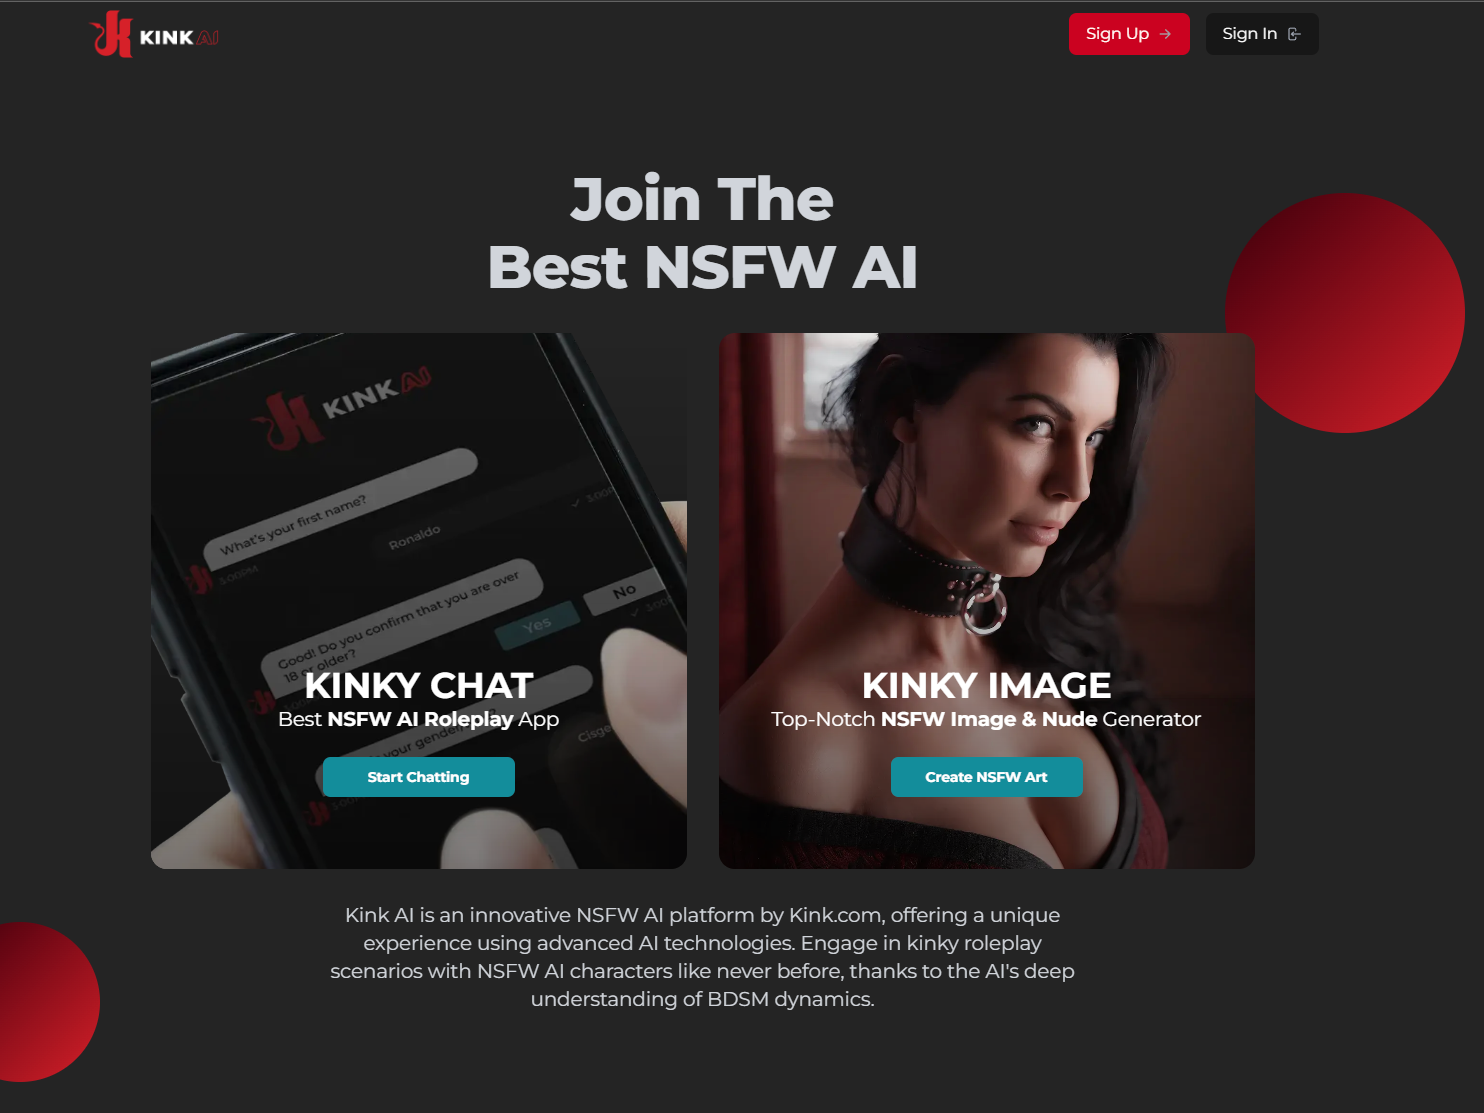 KINK AI
Sign Up
Sign In
Join The
Best NSFW AI
KINK AI
What's your first name?
3:00PM
Ronaldo
Good! Do you confirm that you are over
18 or older?
Yes
No
your gender?
KINKY CHAT
Best NSFW AI Roleplay App
Start Chatting
KINKY IMAGE
Top-Notch NSFW Image & Nude Generator
Create NSFW Art
Kink AI is an innovative NSFW AI platform by Kink.com, offering a unique
experience using advanced AI technologies. Engage in kinky roleplay
scenarios with NSFW AI characters like never before, thanks to the AI's deep
understanding of BDSM dynamics.